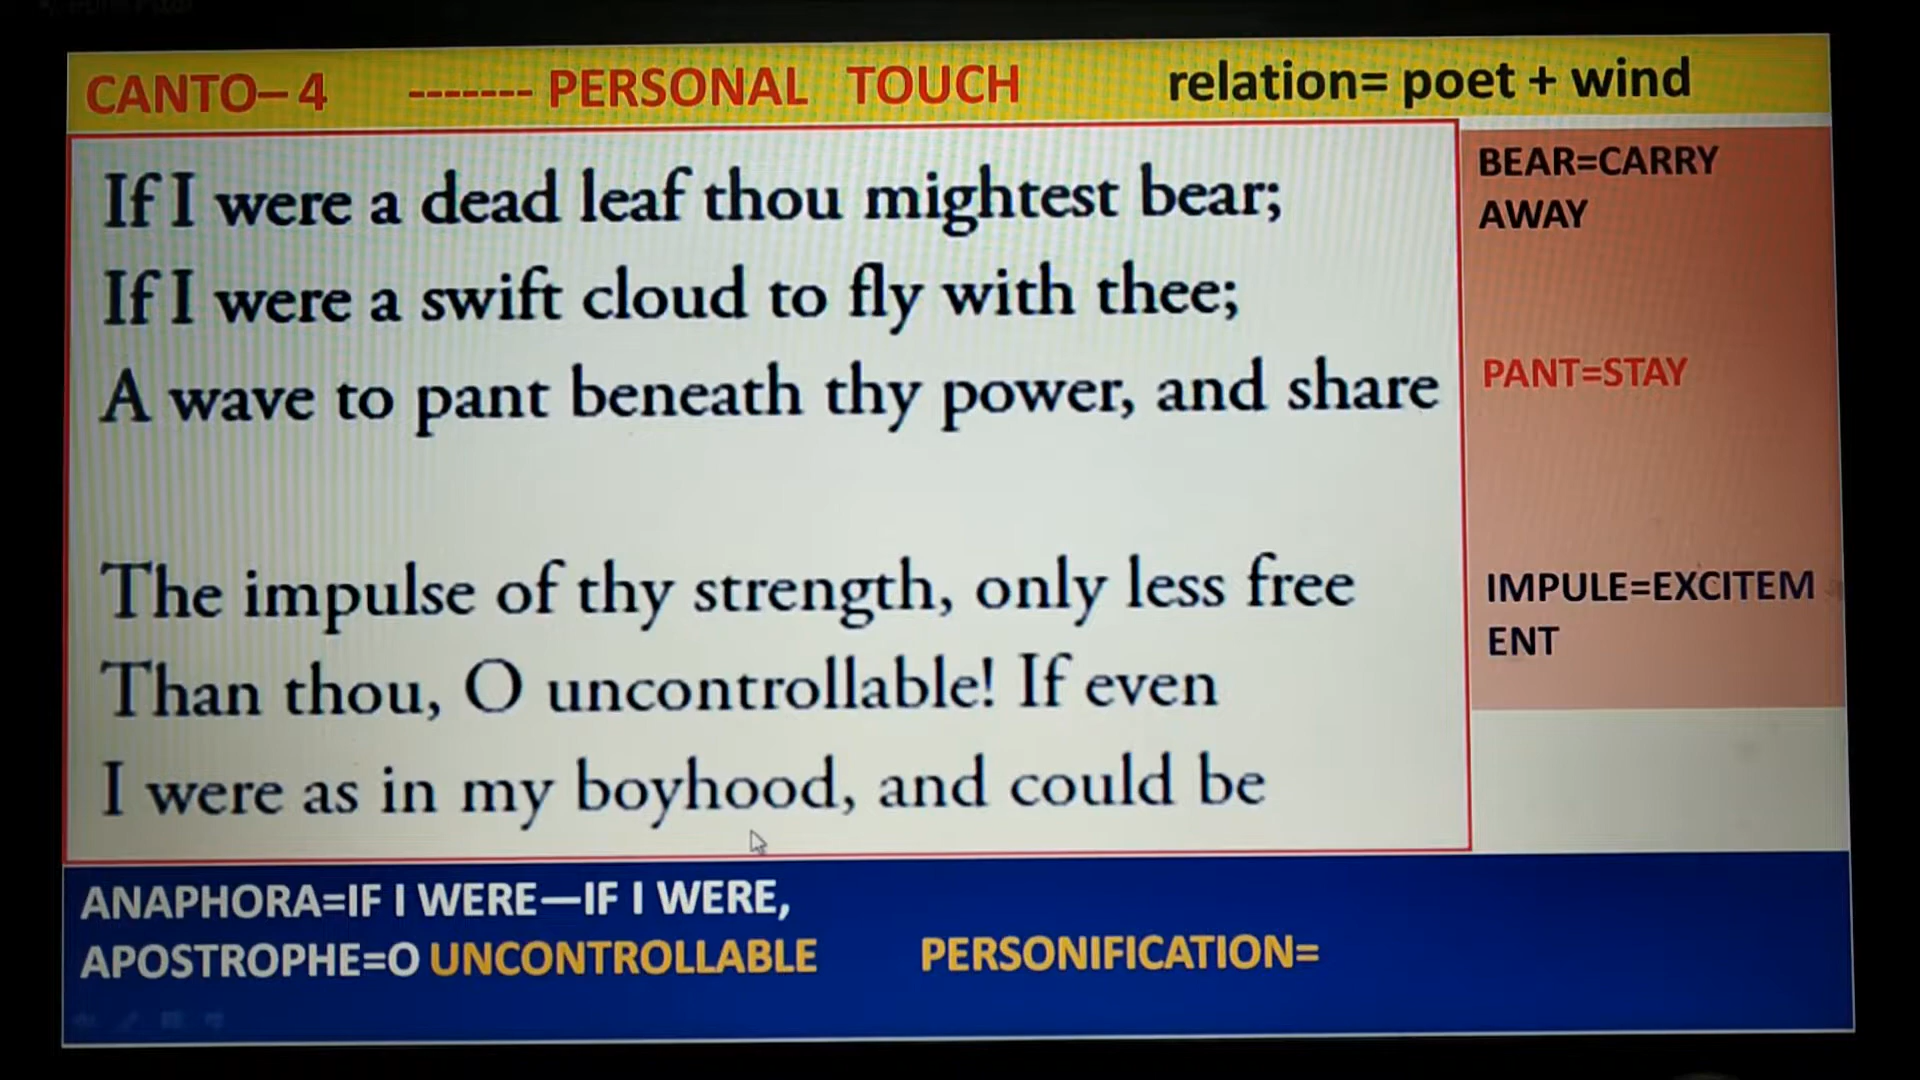 CANTO– 4 ------- PERSONAL TOUCH relation= poet + wind
If I were a dead leaf thou mightest bear;
If I were a swift cloud to fly with thee;
A wave to pant beneath thy power, and share
The impulse of thy strength, only less free
Than thou, O uncontrollable! If even
I were as in my boyhood, and could be
BEAR=CARRY
AWAY
PANT=STAY
IMPULE=EXCITEM
ENT
ANAPHORA=IF I WERE—IF I WERE,
APOSTROPHE=O UNCONTROLLABLE PERSONIFICATION=